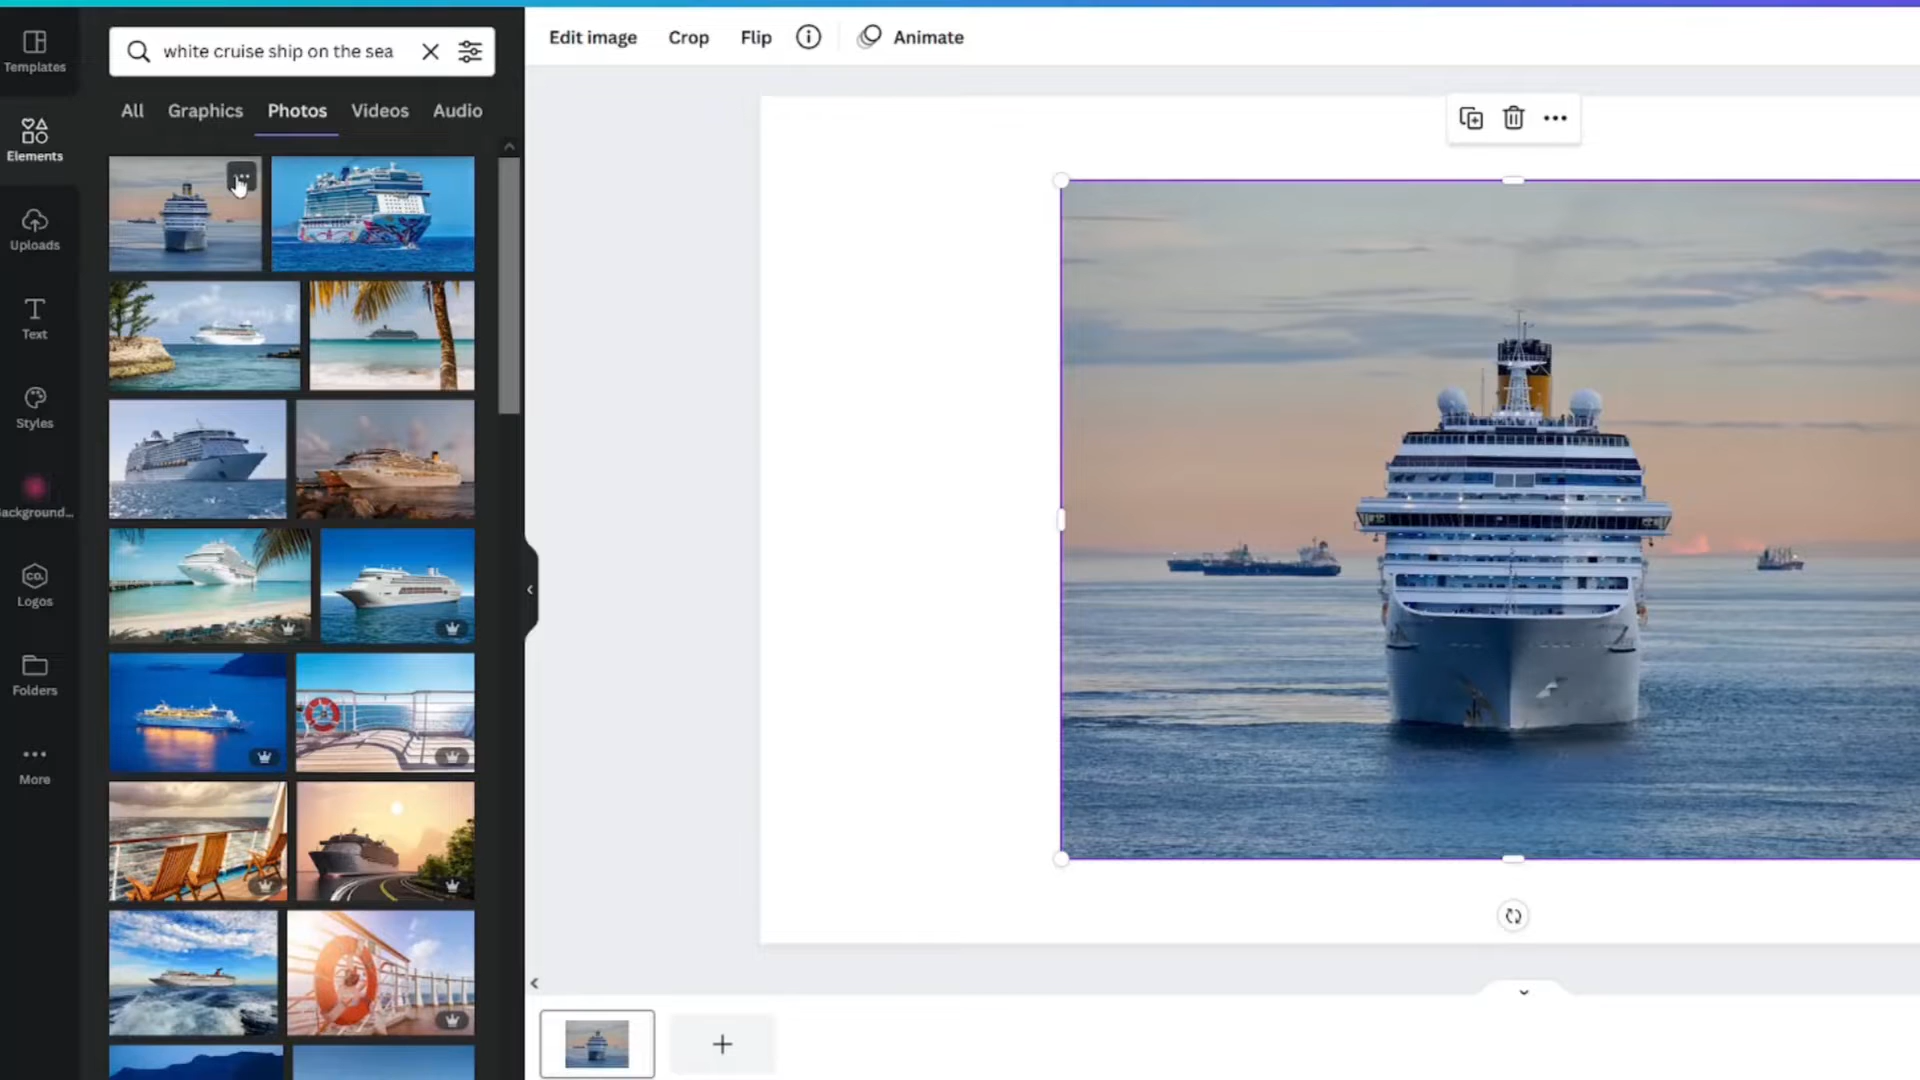 Templates
Elements
Uploads
Text
Styles
ackground...
CO.
Logos
Folders
More
white cruise ship on the sea
All Graphics Photos Videos Audio
Edit image Crop Flip Animate